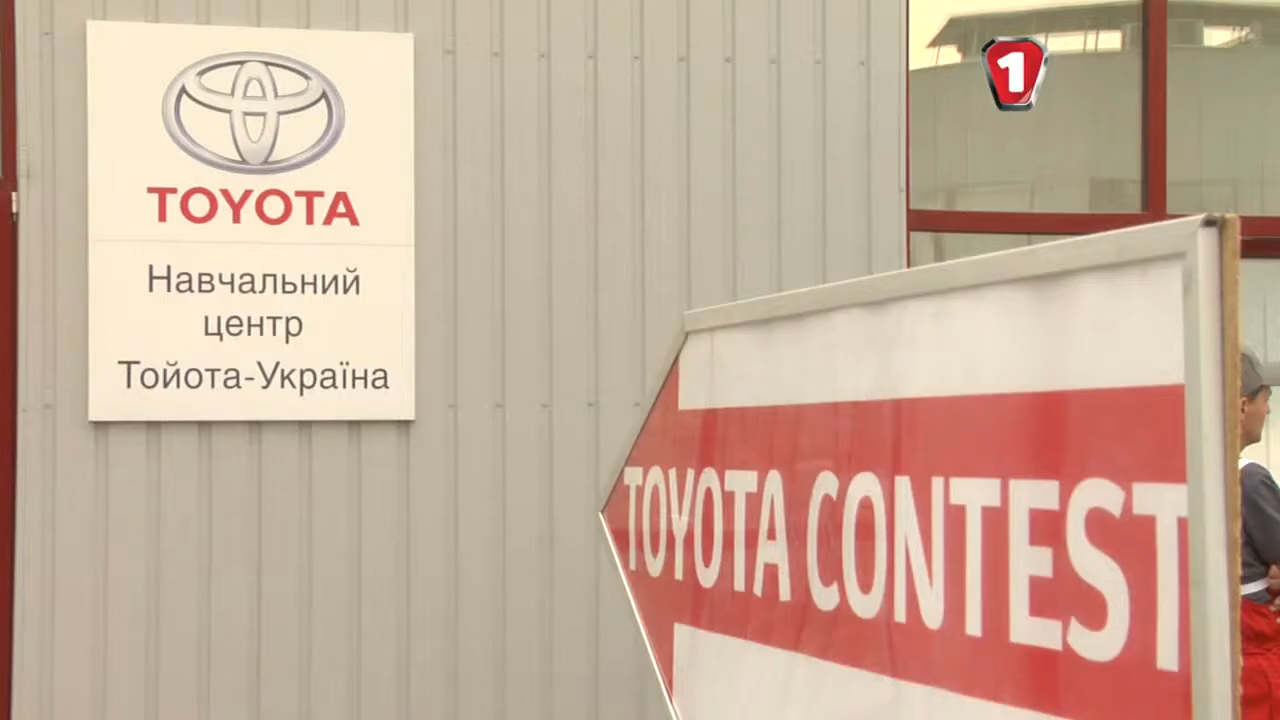 1
TOYOTA
Навчальний
центр
Тойота-Україна
TOYOTA CONTEST